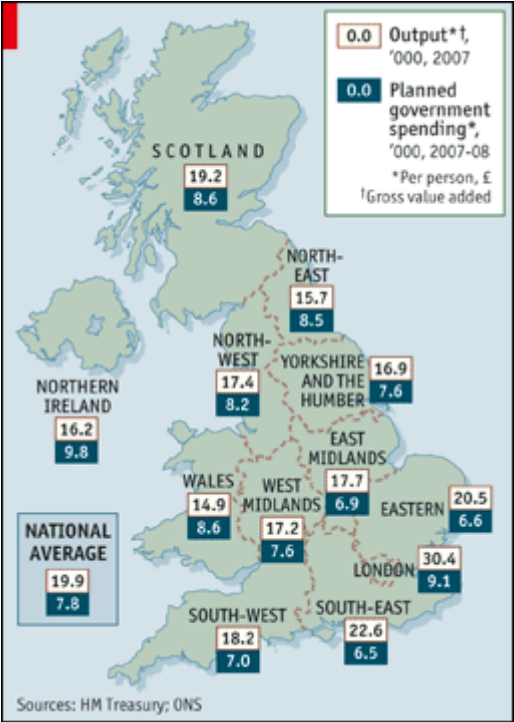 0.0 Output*†,
'000, 2007
0.0 Planned
government
spending*,
'000, 2007-08
*Per person, £
†Gross value added
SCOTLAND
19.2
8.6
NORTH-
EAST
15.7
8.5
NORTH-
WEST
17.4
8.2
YORKSHIRE
AND THE
HUMBER
16.9
7.6
NORTHERN
IRELAND
16.2
9.8
EAST
MIDLANDS
17.7
6.9
WALES
14.9
8.6
WEST
MIDLANDS
17.2
7.6
EASTERN
20.5
6.6
NATIONAL
AVERAGE
19.9
7.8
LONDON
30.4
9.1
SOUTH-WEST
18.2
7.0
SOUTH-EAST
22.6
6.5
Sources: HM Treasury; ONS